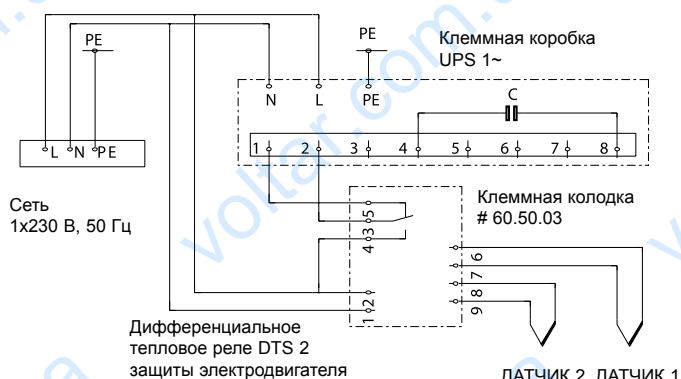 PE
PE
Клеммная коробка
UPS 1~
N L PE
C
1 2 3 4 5 6 7 8
L N PE
Сеть
1x230 В, 50 Гц
Клеммная колодка
# 60.50.03
5
3
4
6
7
8
9
2
1
Дифференциальное
тепловое реле DTS 2
защиты электродвигателя
ДАТЧИК 2 ДАТЧИК 1
voltar.com